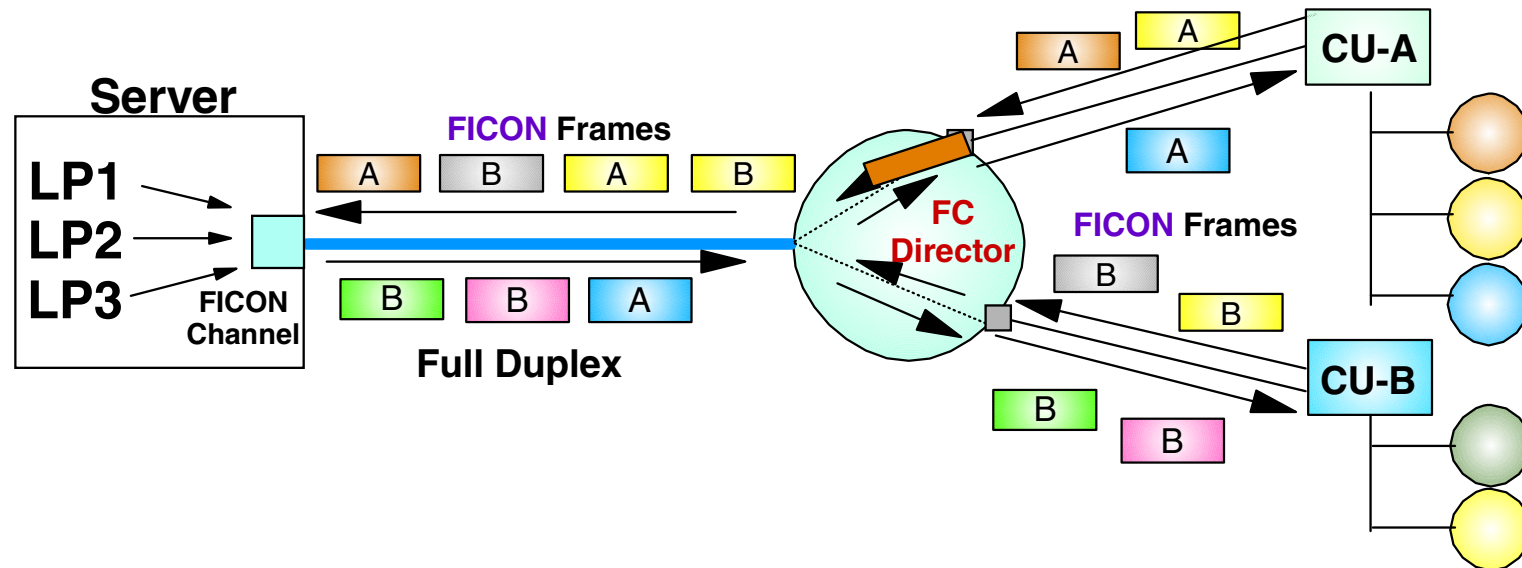 Server
LP1
LP2
LP3
FICON
Channel
FICON Frames
A B A B
B B A
Full Duplex
FC
Director
A A
CU-A
A
FICON Frames
B
B
CU-B
B
B